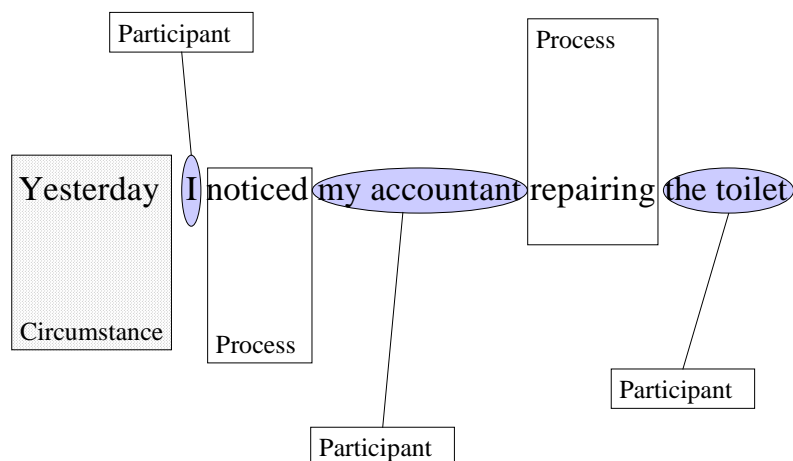 Participant
Process
Yesterday I noticed my accountant repairing the toilet
Circumstance
Process
Participant
Participant